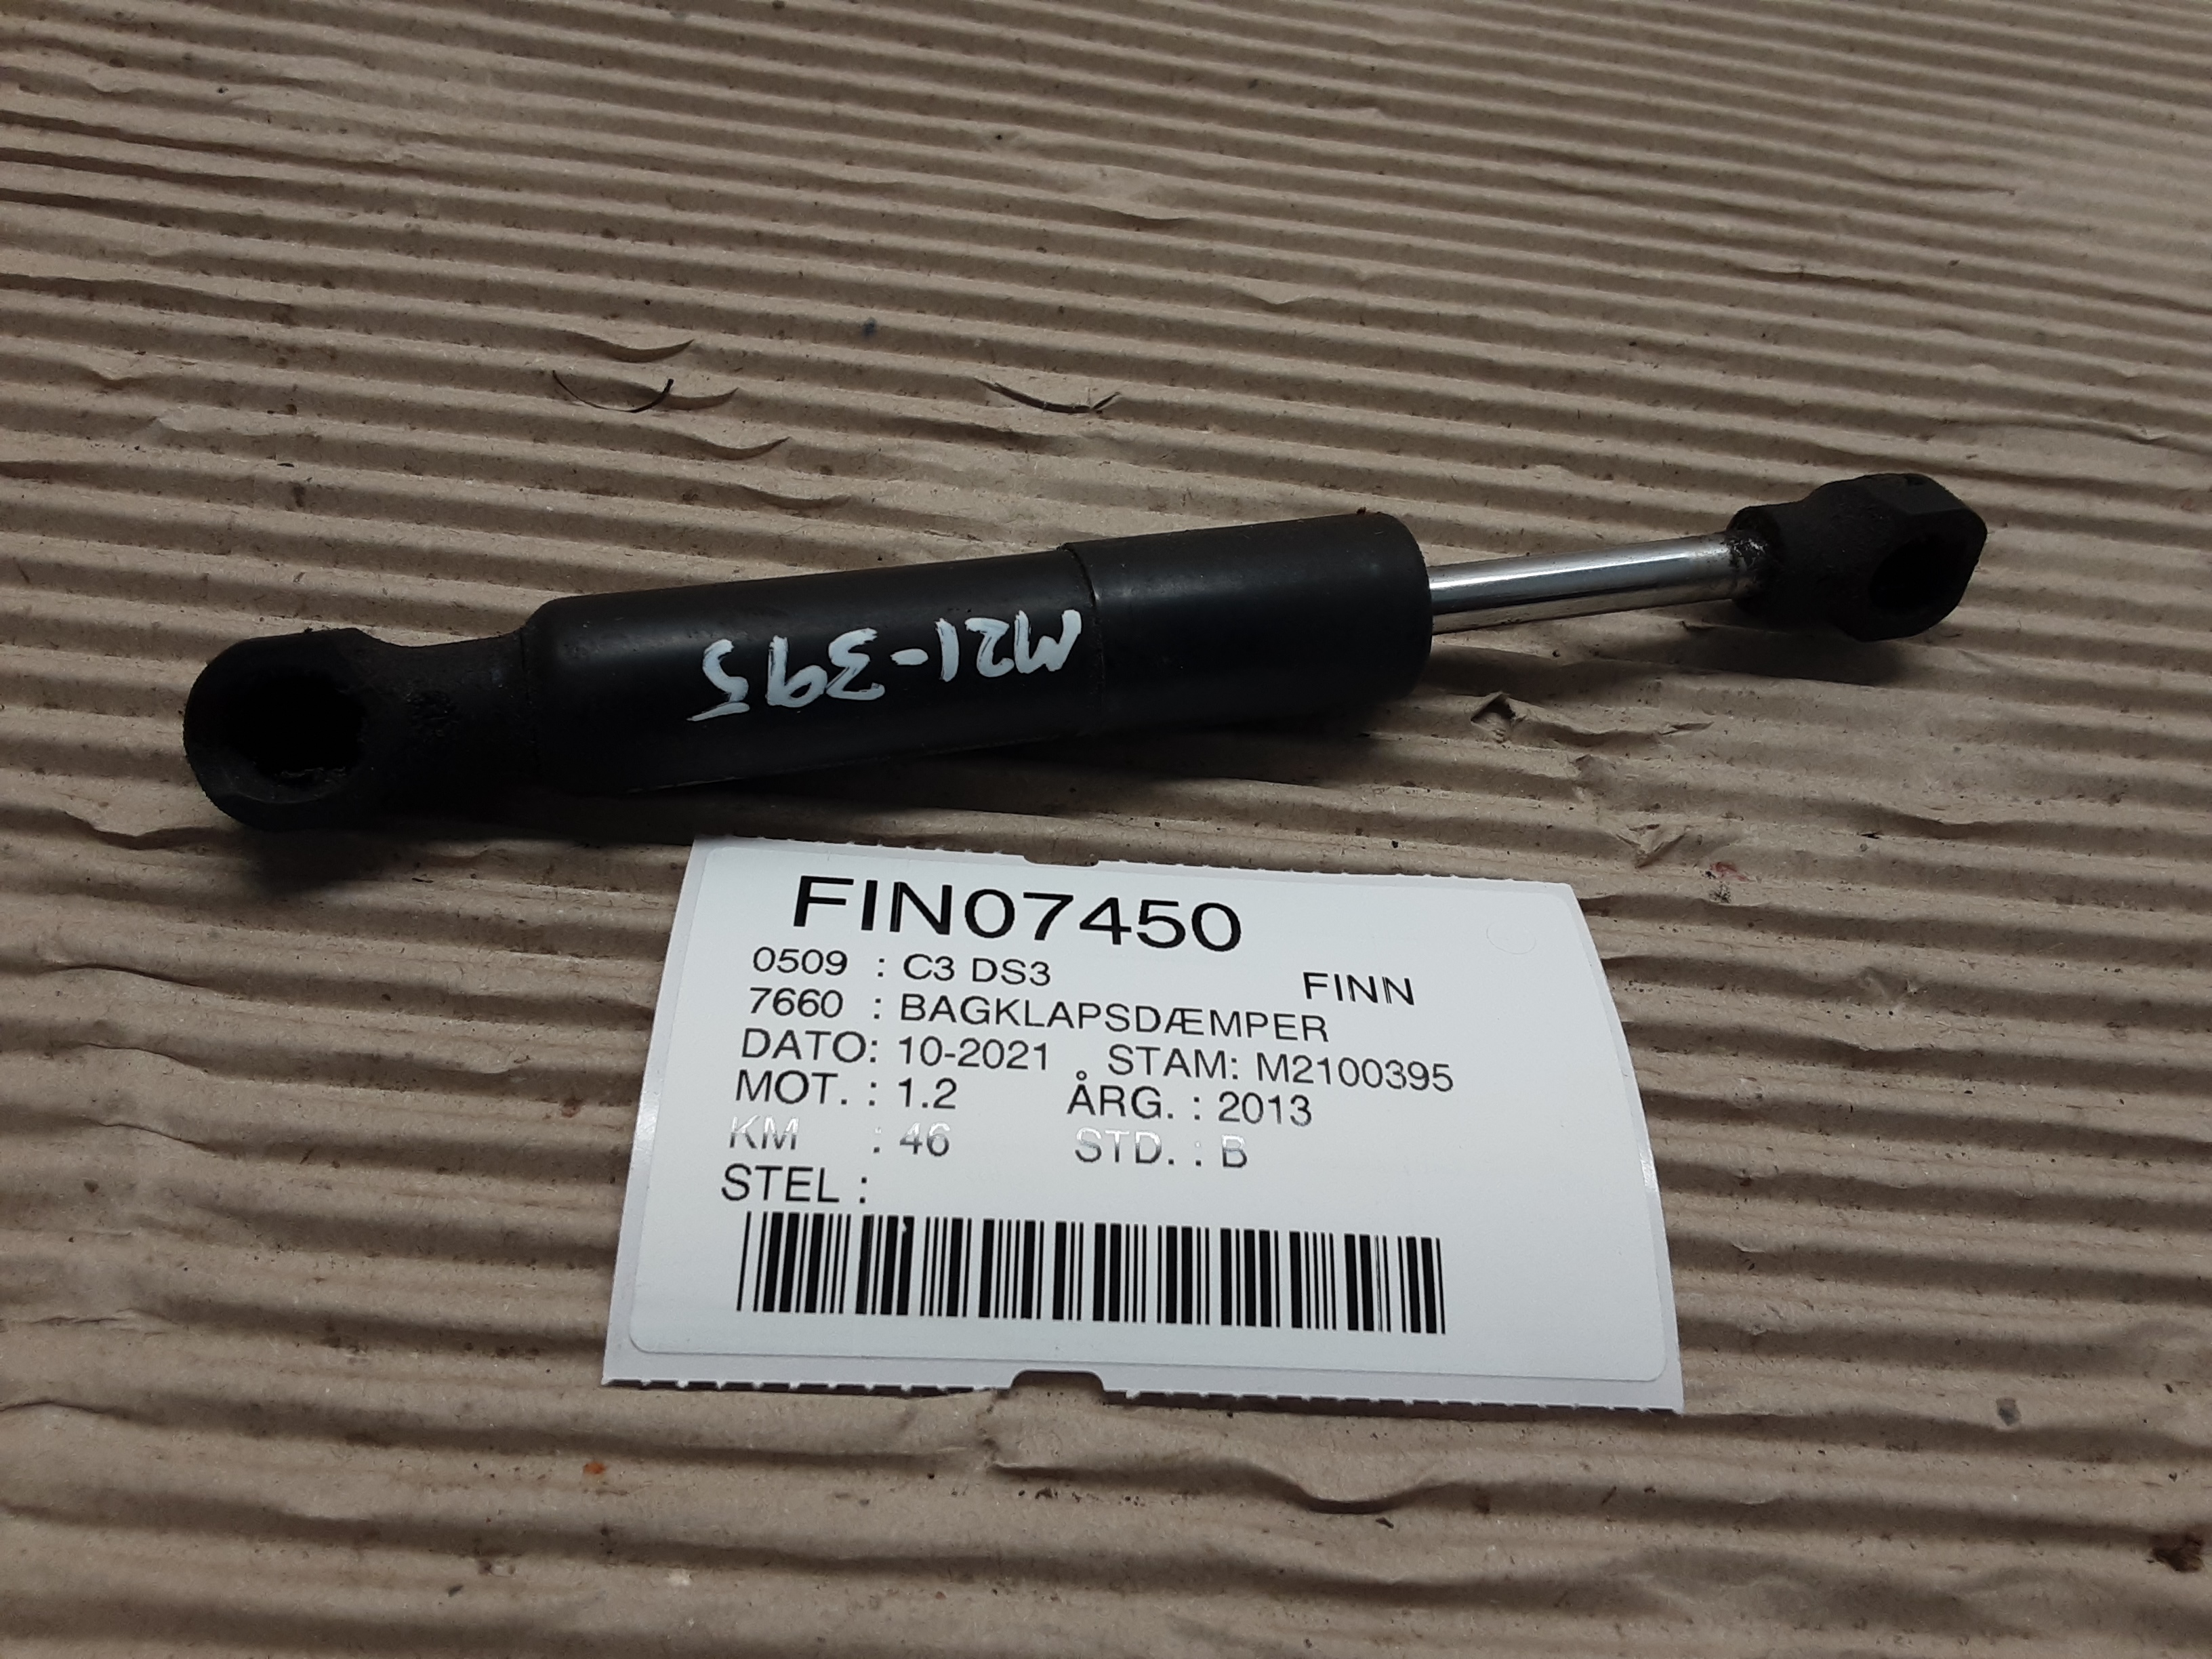 M21-395
FIN07450
0509 : C3 DS3 FINN
7660 : BAGKLAPSDÆMPER
DATO: 10-2021 STAM: M2100395
MOT. : 1.2 ÅRG. : 2013
KM : 46 STD. : B
STEL :